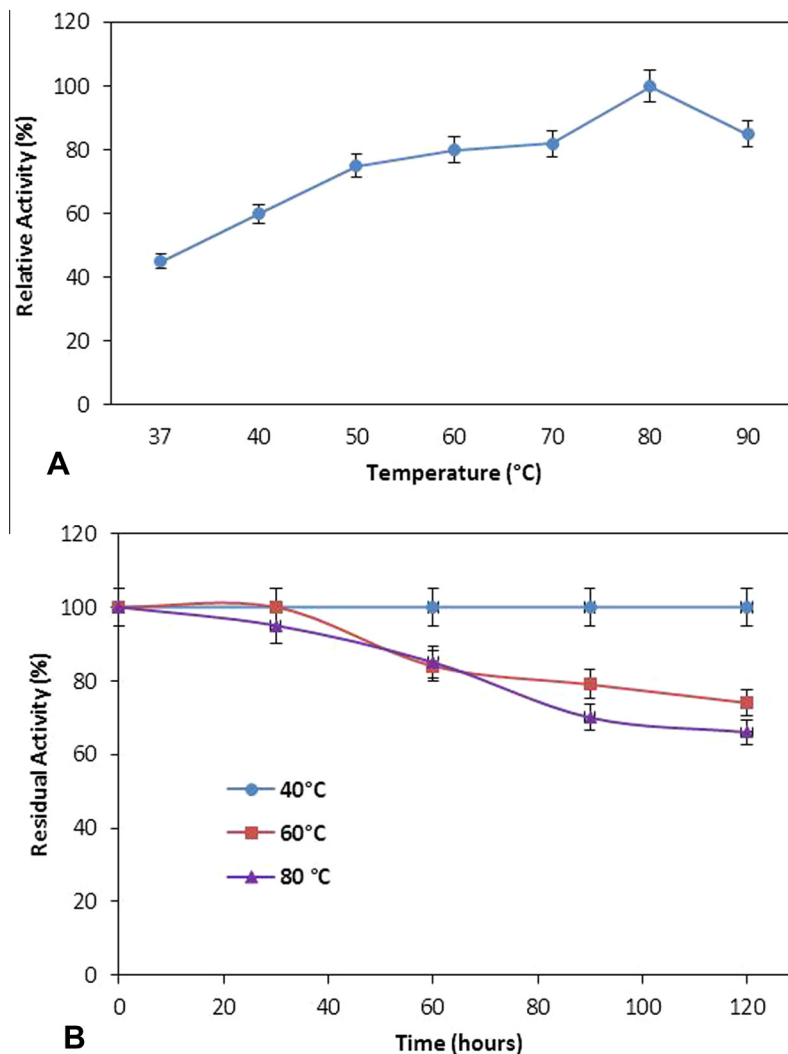 120
100
80
60
40
20
0
Relative Activity (%)
37 40 50 60 70 80 90
Temperature (°C)
A
120
100
80
60
40
20
0
Residual Activity (%)
40°C
60°C
80 °C
0 20 40 60 80 100 120
Time (hours)
B